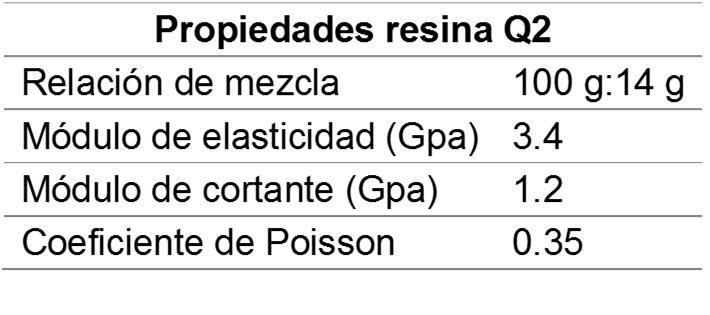 Propiedades resina Q2
Relación de mezcla 100 g:14 g
Módulo de elasticidad (Gpa) 3.4
Módulo de cortante (Gpa) 1.2
Coeficiente de Poisson 0.35